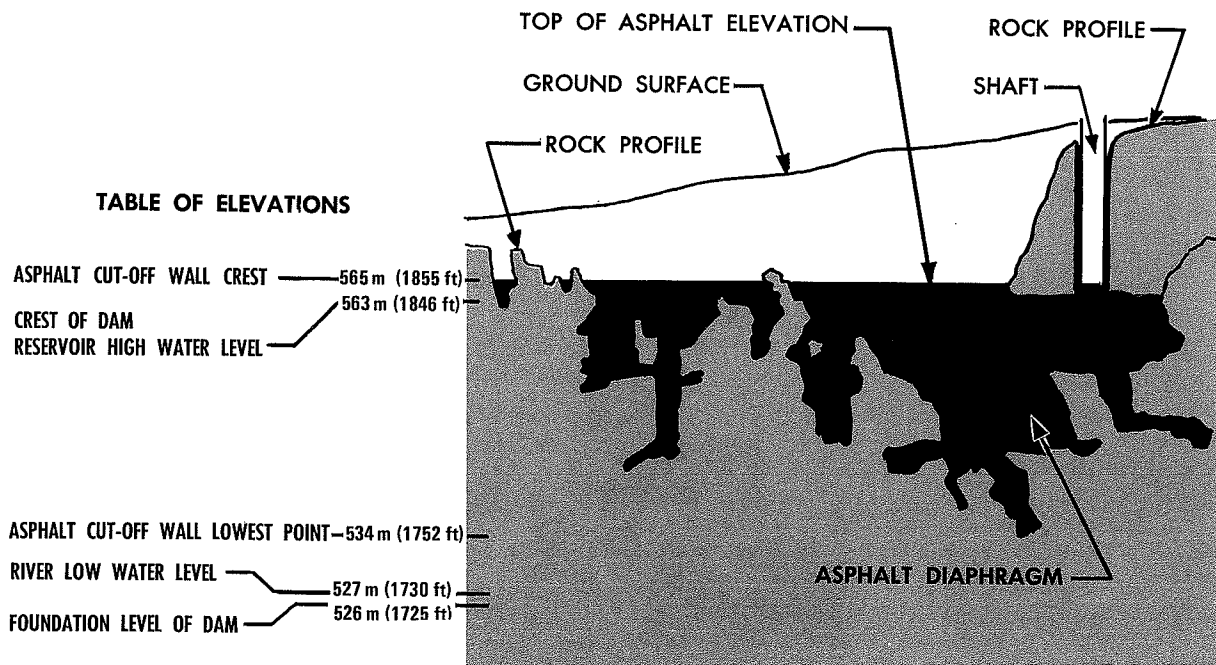 TOP OF ASPHALT ELEVATION
ROCK PROFILE
GROUND SURFACE
SHAFT
ROCK PROFILE
TABLE OF ELEVATIONS
ASPHALT CUT-OFF WALL CREST 565 m (1855 ft)
563 m (1846 ft)
CREST OF DAM
RESERVOIR HIGH WATER LEVEL
ASPHALT CUT-OFF WALL LOWEST POINT 534 m (1752 ft)
RIVER LOW WATER LEVEL
527 m (1730 ft)
526 m (1725 ft)
FOUNDATION LEVEL OF DAM
ASPHALT DIAPHRAGM